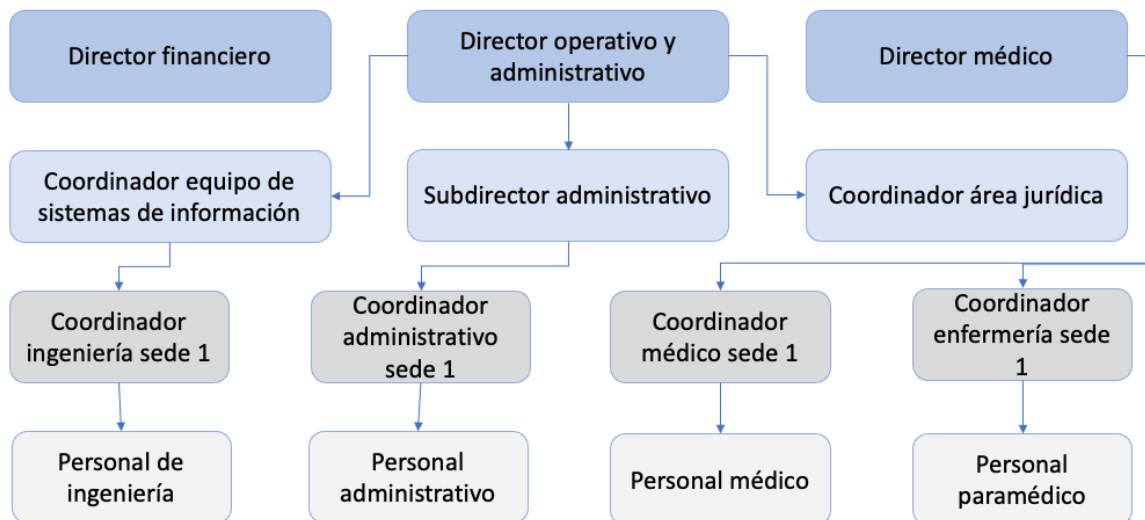 Director financiero
Director operativo y
administrativo
Director médico
Coordinador equipo de
sistemas de información
Subdirector administrativo
Coordinador área jurídica
Coordinador
ingeniería sede 1
Coordinador
administrativo
sede 1
Coordinador
médico sede 1
Coordinador
enfermería sede
1
Personal de
ingeniería
Personal
administrativo
Personal médico
Personal
paramédico